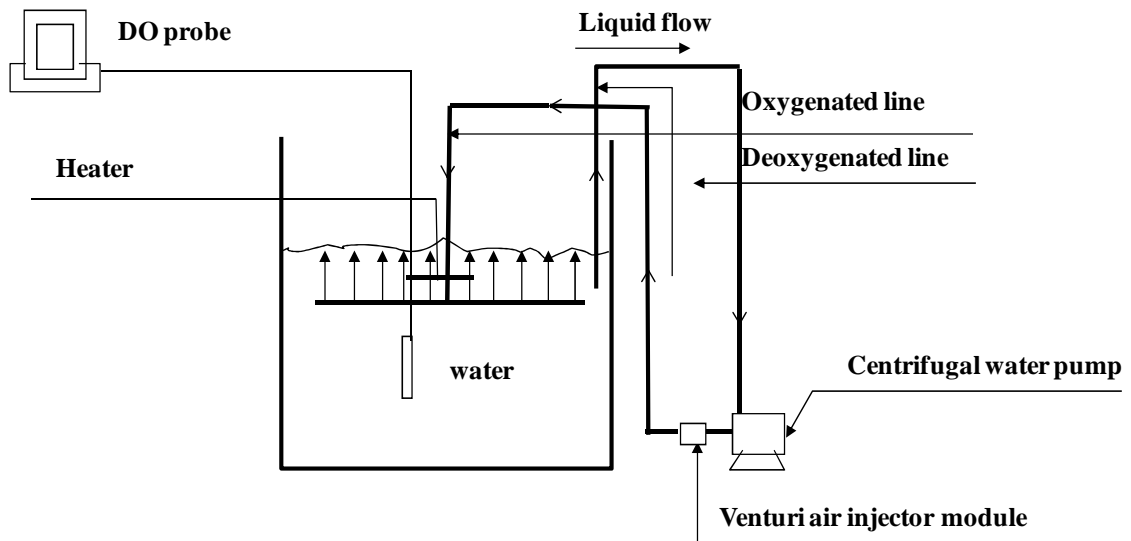 Liquid flow
DO probe
Oxygenated line
Deoxygenated line
Heater
water
Centrifugal water pump
Venturi air injector module